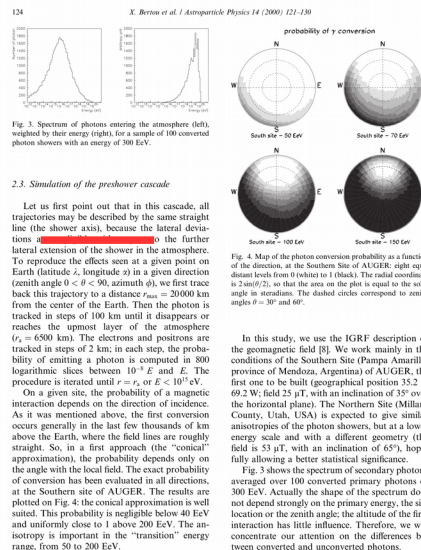 124
X. Bertou et al. / Astroparticle Physics 14 (2000) 121–130
Fig. 3. Spectrum of photons entering the atmosphere (left),
weighted by their energy (right), for a sample of 100 converted
photon showers with an energy of 300 EeV.
2.3. Simulation of the preshower cascade
Let us first point out that in this cascade, all
trajectories may be described by the same straight
line (the shower axis), because the lateral devia-
tions a o the further
lateral extension of the shower in the atmosphere.
To reproduce the effects seen at a given point on
Earth (latitude λ, longitude α) in a given direction
(zenith angle 0 < θ < 90, azimuth ϕ), we first trace
back this trajectory to a distance rmax = 20 000 km
from the center of the Earth. Then the photon is
tracked in steps of 100 km until it disappears or
reaches the upmost layer of the atmosphere
(rs = 6500 km). The electrons and positrons are
tracked in steps of 2 km; in each step, the proba-
bility of emitting a photon is computed in 800
logarithmic slices between 10⁻⁸ E and E. The
procedure is iterated until r = rs or E < 10¹⁵ eV.
On a given site, the probability of a magnetic
interaction depends on the direction of incidence.
As it was mentioned above, the first conversion
occurs generally in the last few thousands of km
above the Earth, where the field lines are roughly
straight. So, in a first approach (the “conical”
approximation), the probability depends only on
the angle with the local field. The exact probability
of conversion has been evaluated in all directions,
at the Southern site of AUGER. The results are
plotted on Fig. 4: the conical approximation is well
suited. This probability is negligible below 40 EeV
and uniformly close to 1 above 200 EeV. The an-
isotropy is important in the “transition” energy
range, from 50 to 200 EeV.
probability of γ conversion
N N
W E W
S S
South site – 50 EeV South site – 70 EeV
N N
W E W
S S
South site – 100 EeV South site – 150 EeV
Fig. 4. Map of the photon conversion probability as a functio
of the direction, at the Southern Site of AUGER: eight equ
distant levels from 0 (white) to 1 (black). The radial coordina
is 2 sin(θ/2), so that the area on the plot is equal to the so
angle in steradians. The dashed circles correspond to zeni
angles θ = 30° and 60°.
In this study, we use the IGRF description o
the geomagnetic field [8]. We work mainly in th
conditions of the Southern Site (Pampa Amarill
province of Mendoza, Argentina) of AUGER, th
first one to be built (geographical position 35.2
69.2 W; field 25 μT, with an inclination of 35° ov
the horizontal plane). The Northern Site (Milla
County, Utah, USA) is expected to give simila
anisotropies of the photon showers, but at a low
energy scale and with a different geometry (th
field is 53 μT, with an inclination of 65°), hop
fully allowing a better statistical significance.
Fig. 3 shows the spectrum of secondary photo
averaged over 100 converted primary photons o
300 EeV. Actually the shape of the spectrum do
not depend strongly on the primary energy, the si
location or the zenith angle; the altitude of the fir
interaction has little influence. Therefore, we w
concentrate our attention on the differences b
tween converted and unconverted photons.